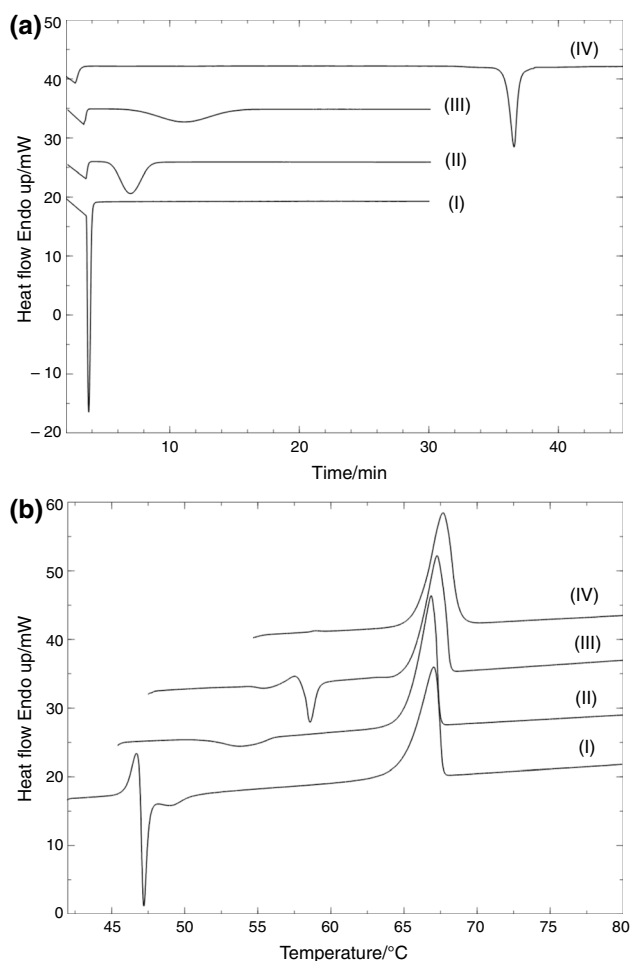 (a)
50
40
30
20
10
0
– 10
– 20
Heat flow Endo up/mW
(IV)
(III)
(II)
(I)
10 20 30 40
Time/min
(b)
60
50
40
30
20
10
0
Heat flow Endo up/mW
(IV)
(III)
(II)
(I)
45 50 55 60 65 70 75 80
Temperature/°C